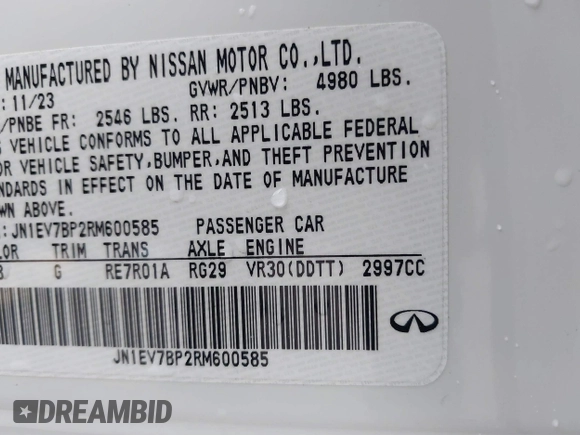 MANUFACTURED BY NISSAN MOTOR CO.,LTD.
: 11/23 GVWR/PNBV: 4980 LBS.
/PNBE FR: 2546 LBS. RR: 2513 LBS.
VEHICLE CONFORMS TO ALL APPLICABLE FEDERAL
OR VEHICLE SAFETY,BUMPER,AND THEFT PREVENTION
NDARDS IN EFFECT ON THE DATE OF MANUFACTURE
WN ABOVE.
:JN1EV7BP2RM600585 PASSENGER CAR
LOR TRIM TRANS AXLE ENGINE
G RE7R01A RG29 VR30(DDTT) 2997CC
JN1EV7BP2RM600585
DREAMBID